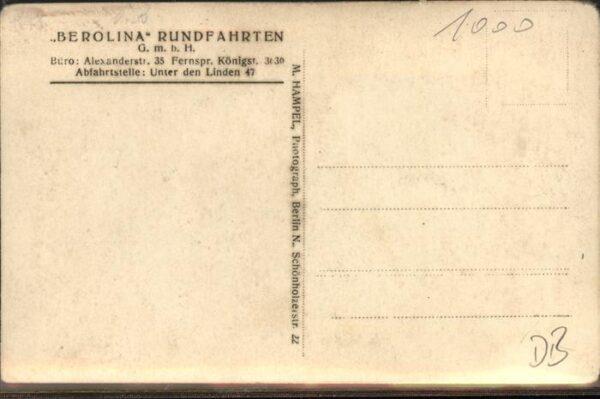 „BEROLINA“ RUNDFAHRTEN
G. m. b. H.
Büro: Alexanderstr. 35 Fernspr. Königst. 3630
Abfahrtstelle: Unter den Linden 47
M. HAMPEL, Photograph, Berlin N., Schönholzerstr. 22
1000
DB